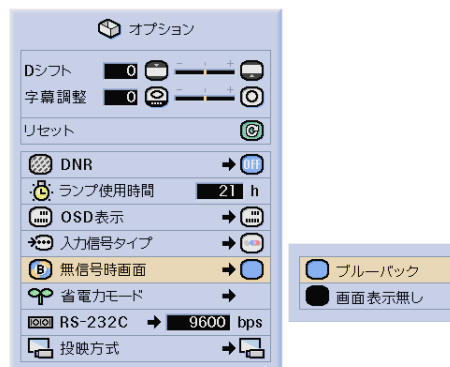 オプション
Dシフト 0 - +
字幕調整 0 - +
リセット
DNR OFF
ランプ使用時間 21 h
OSD表示
入力信号タイプ
B 無信号時画面
省電力モード
RS-232C 9600 bps
投映方式
ブルーバック
画面表示無し